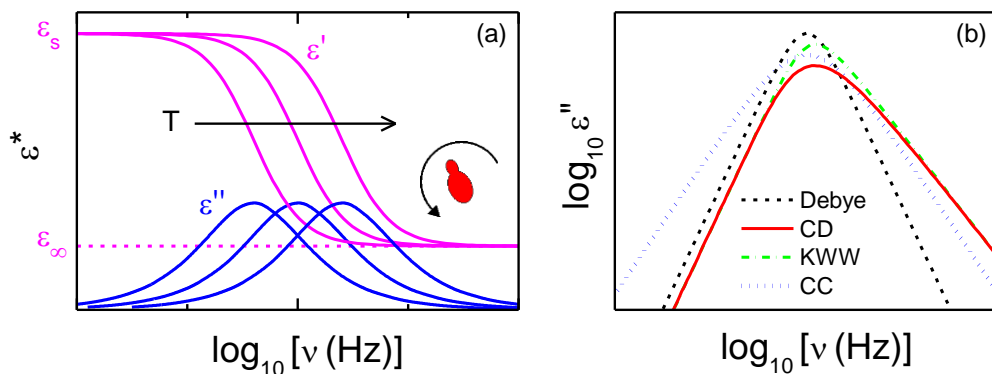 (a)
εs
ε'
T
ε*
ε''
ε∞
log10 [ν (Hz)]
(b)
log10 ε''
Debye
CD
KWW
CC
log10 [ν (Hz)]